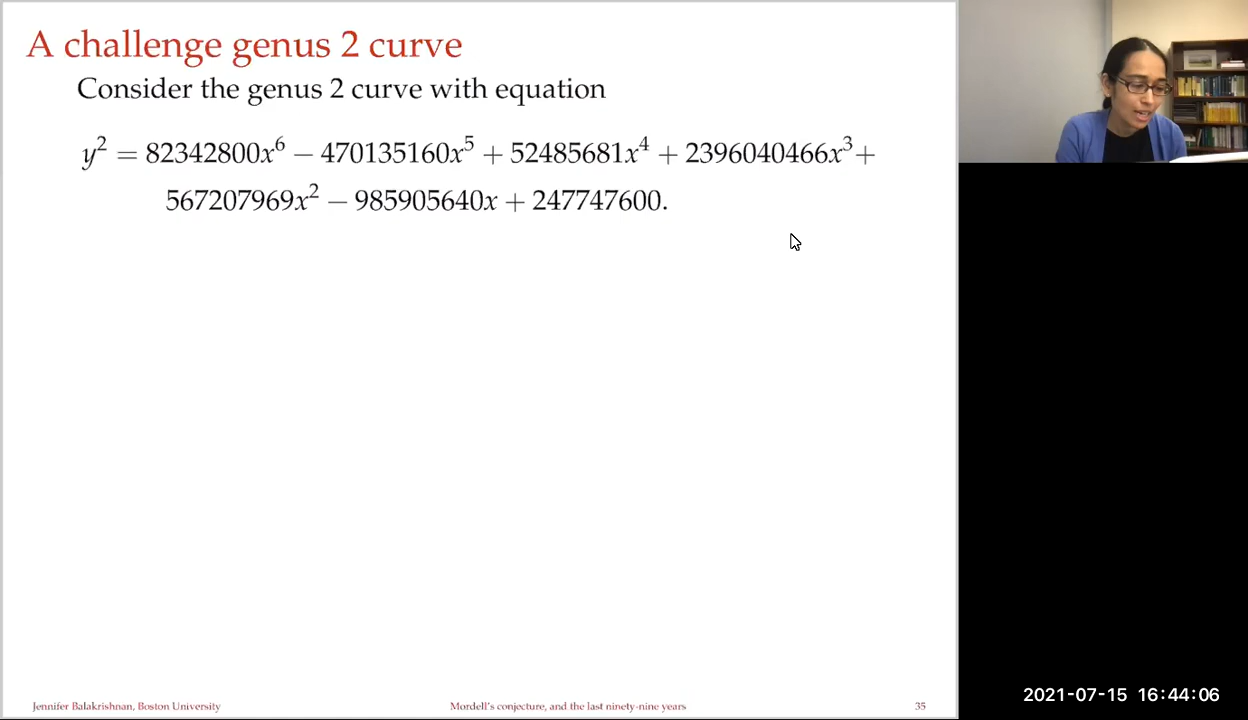 A challenge genus 2 curve
Consider the genus 2 curve with equation
y² = 82342800x⁶ − 470135160x⁵ + 52485681x⁴ + 2396040466x³+
567207969x² − 985905640x + 247747600.
Jennifer Balakrishnan, Boston University
Mordell's conjecture, and the last ninety-nine years
35
2021-07-15 16:44:06